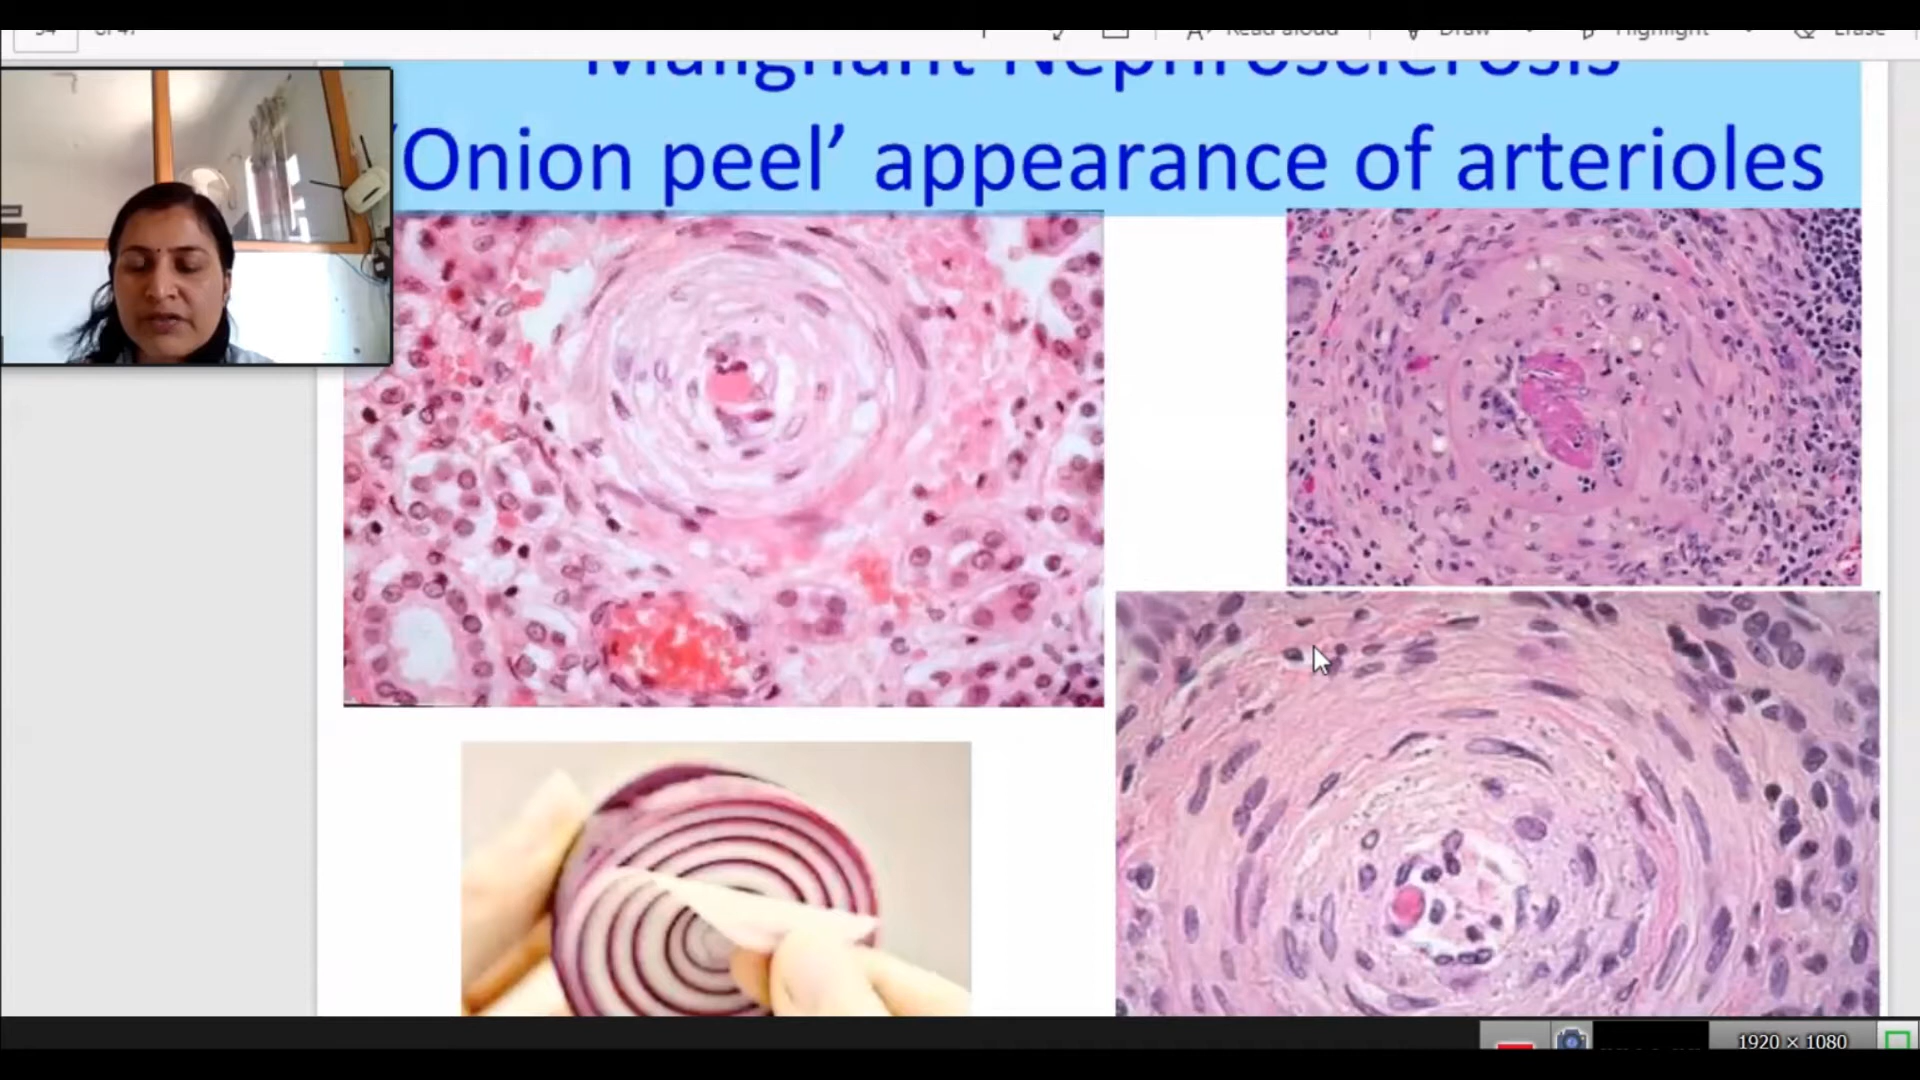 Read aloud
Draw
Highlight
Erase
Malignant Nephrosclerosis
‘Onion peel’ appearance of arterioles
1920 × 1080